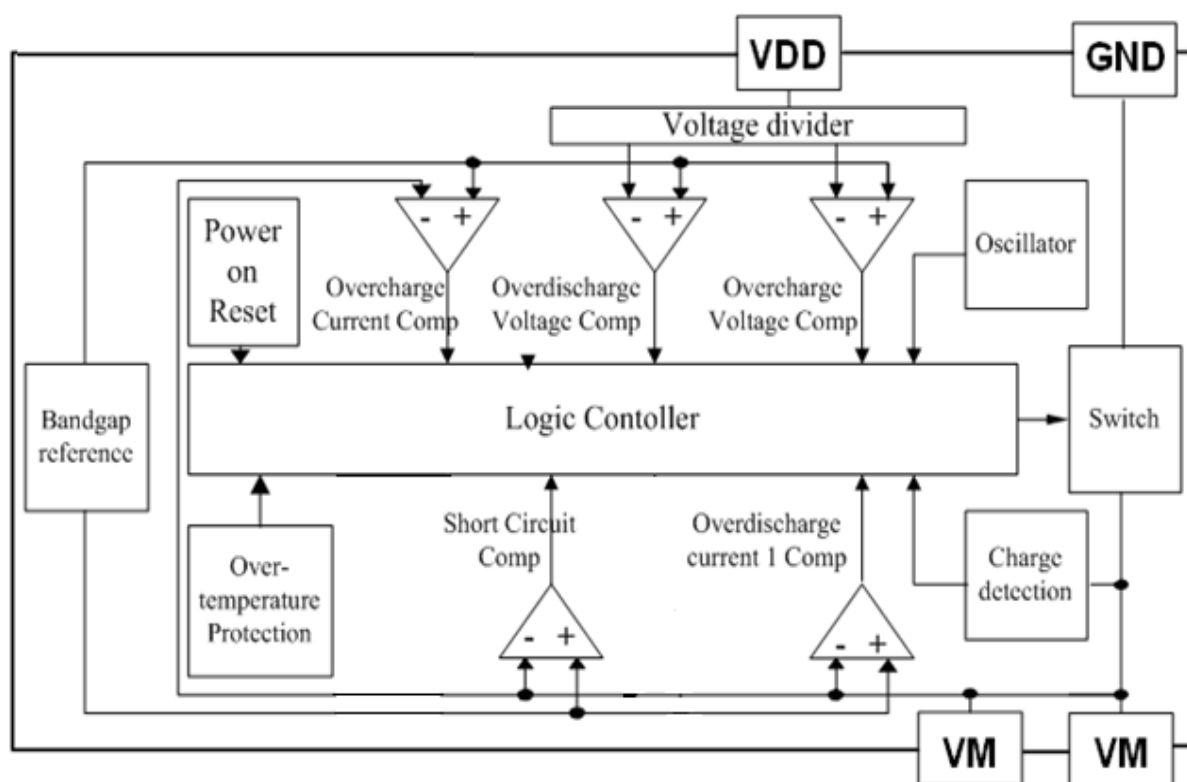 VDD
GND
Voltage divider
- +
- +
- +
Power
on
Reset
Oscillator
Overcharge
Current Comp
Overdischarge
Voltage Comp
Overcharge
Voltage Comp
Bandgap
reference
Logic Contoller
Switch
Over-
temperature
Protection
Short Circuit
Comp
Overdischarge
current 1 Comp
Charge
detection
- +
- +
VM
VM